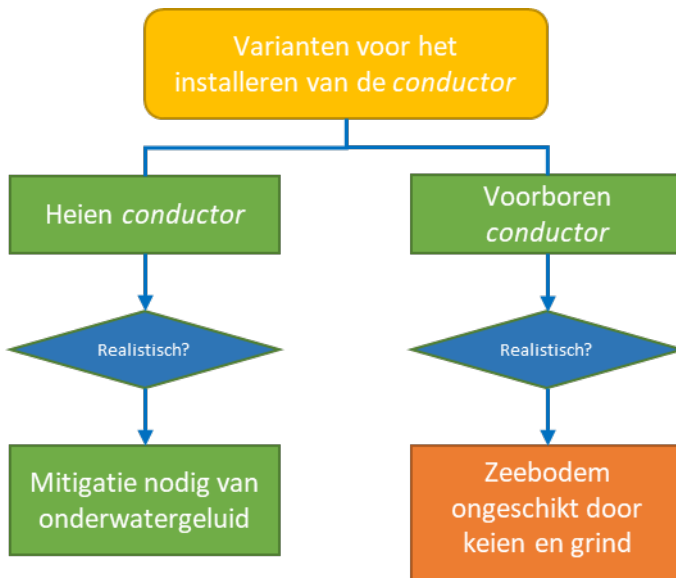 Varianten voor het
installeren van de conductor
Heien conductor
Voorboren
conductor
Realistisch?
Realistisch?
Mitigatie nodig van
onderwatergeluid
Zeebodem
ongeschikt door
keien en grind